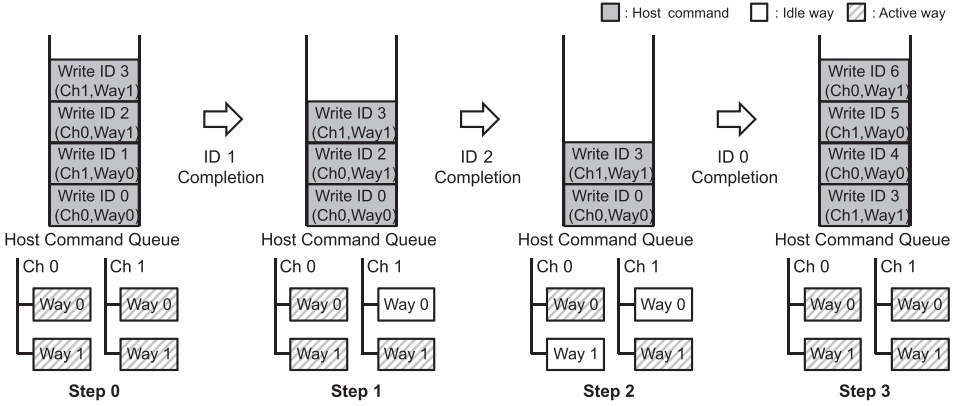 : Host command : Idle way : Active way
Write ID 3
(Ch1,Way1)
Write ID 2
(Ch0,Way1)
Write ID 1
(Ch1,Way0)
Write ID 0
(Ch0,Way0)
Host Command Queue
Ch 0 Ch 1
Way 0 Way 0
Way 1 Way 1
Step 0
ID 1
Completion
Write ID 3
(Ch1,Way1)
Write ID 2
(Ch0,Way1)
Write ID 0
(Ch0,Way0)
Host Command Queue
Ch 0 Ch 1
Way 0 Way 0
Way 1 Way 1
Step 1
ID 2
Completion
Write ID 3
(Ch1,Way1)
Write ID 0
(Ch0,Way0)
Host Command Queue
Ch 0 Ch 1
Way 0 Way 0
Way 1 Way 1
Step 2
ID 0
Completion
Write ID 6
(Ch0,Way1)
Write ID 5
(Ch1,Way0)
Write ID 4
(Ch0,Way0)
Write ID 3
(Ch1,Way1)
Host Command Queue
Ch 0 Ch 1
Way 0 Way 0
Way 1 Way 1
Step 3